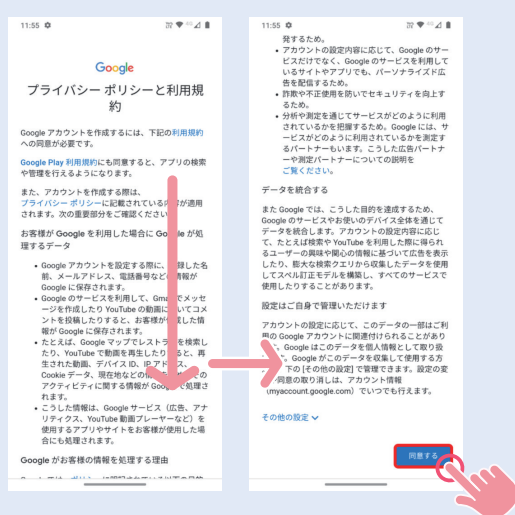 11:55
Google
プライバシー ポリシーと利用規
約
Google アカウントを作成するには、下記の利用規約
への同意が必要です。
Google Play 利用規約にも同意すると、アプリの検索
や管理を行えるようになります。
また、アカウントを作成する際は、
プライバシー ポリシーに記載されている内容が適用
されます。次の重要部分をご確認ください
お客様が Google を利用した場合に Google が処
理するデータ
• Google アカウントを設定する際に、登録した名
前、メールアドレス、電話番号などの情報が
Google に保存されます。
• Google のサービスを利用して、Gmailでメッセ
ージを作成したり YouTube の動画についてコメ
ントを投稿したりすると、お客様が作成した情
報が Google に保存されます。
• たとえば、Google マップでレストランを検索し
たり、YouTube で動画を再生したりすると、再
生された動画、デバイス ID、IP アドレス、
Cookie データ、現在地などの情報
アクティビティに関する情報が Google で処理さ
れます。
• こうした情報は、Google サービス（広告、アナ
リティクス、YouTube 動画プレーヤーなど）を
使用するアプリやサイトをお客様が使用した場
合にも処理されます。
Google がお客様の情報を処理する理由
11:55
発するため。
• アカウントの設定内容に応じて、Google のサー
ビスだけでなく、Google のサービスを利用して
いるサイトやアプリでも、パーソナライズド広
告を配信するため。
• 詐欺や不正使用を防いでセキュリティを向上す
るため。
• 分析や測定を通じてサービスがどのように利用
されているかを把握するため。Google には、サ
ービスがどのように利用されているかを測定す
るパートナーもいます。こうした広告パートナ
ーや測定パートナーについての説明を
ご覧ください。
データを統合する
また Google では、こうした目的を達成するため、
Google のサービスやお使いのデバイス全体を通じて
データを統合します。アカウントの設定内容に応じ
て、たとえば検索や YouTube を利用した際に得られ
るユーザーの興味や関心の情報に基づいて広告を表示
したり、膨大な検索クエリから収集したデータを使用
してスペル訂正モデルを構築し、すべてのサービスで
使用したりすることがあります。
設定はご自身で管理いただけます
アカウントの設定に応じて、このデータの一部はご利
用の Google アカウントに関連付けられることがあり
。Google はこのデータを個人情報として取り扱
。Google がこのデータを収集して使用する方
下の [その他の設定] で管理できます。設定の変
同意の取り消しは、アカウント情報
(myaccount.google.com）でいつでも行えます。
その他の設定
同意する